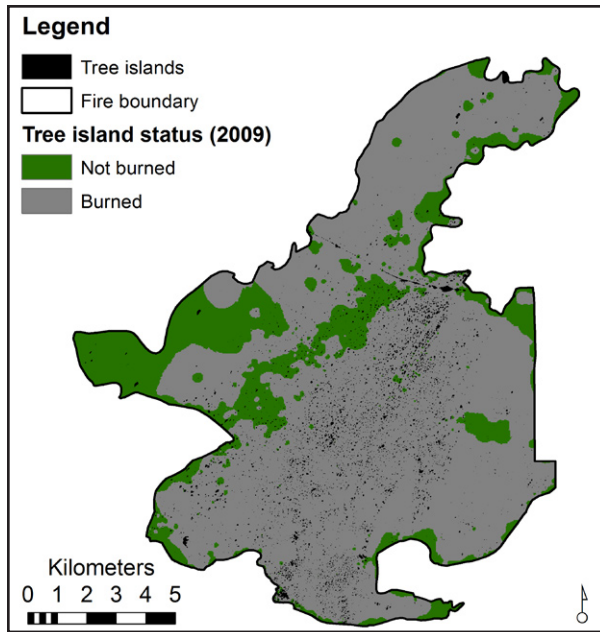 Legend
Tree islands
Fire boundary
Tree island status (2009)
Not burned
Burned
Kilometers
0 1 2 3 4 5